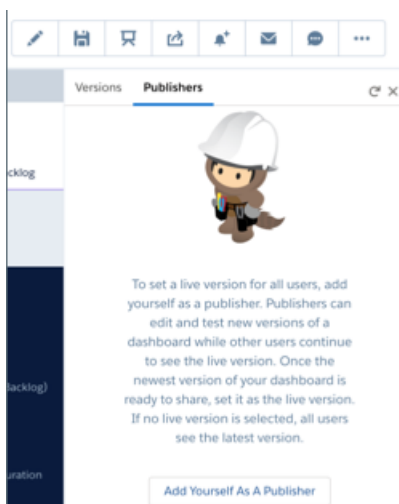 Versions Publishers
cklog
To set a live version for all users, add
yourself as a publisher. Publishers can
edit and test new versions of a
dashboard while other users continue
to see the live version. Once the
newest version of your dashboard is
ready to share, set it as the live version.
If no live version is selected, all users
see the latest version.
acklog)
uration
Add Yourself As A Publisher